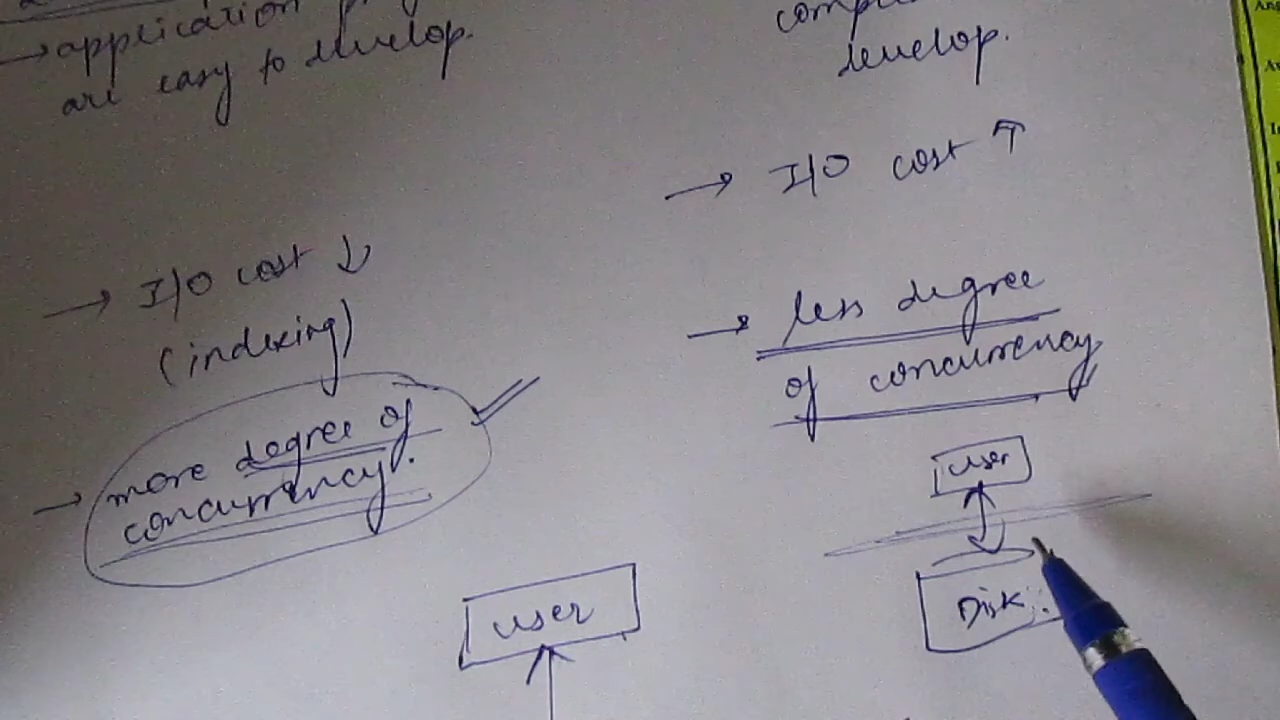 → application
are easy to develop.
→ I/O cost ↓
(indexing)
→ more degree of
concurrency.
user
develop.
→ I/O cost ↑
→ less degree
of concurrency
user
Disk